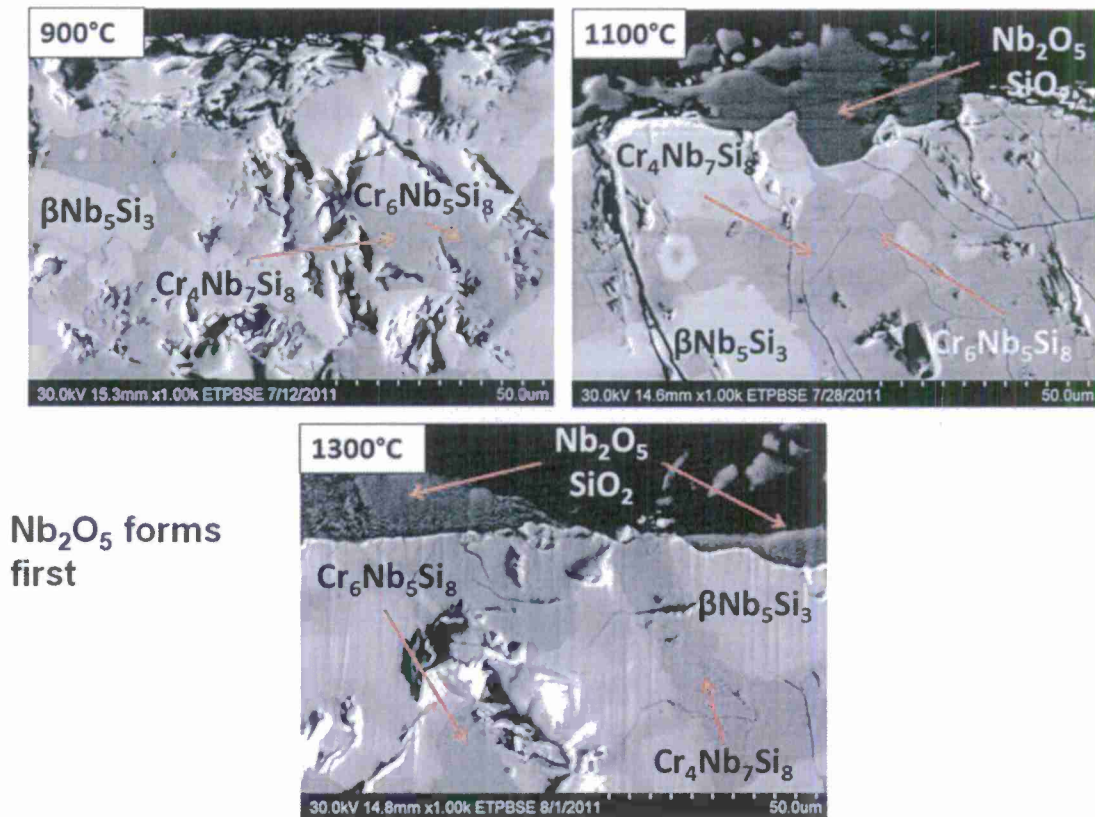 900°C
βNb₅Si₃
Cr₆Nb₅Si₈
Cr₄Nb₇Si₈
30.0kV 15.3mm x1.00k ETPBSE 7/12/2011 50.0um
1100°C
Nb₂O₅
SiO₂
Cr₄Nb₇Si₈
βNb₅Si₃
Cr₆Nb₅Si₈
30.0kV 14.6mm x1.00k ETPBSE 7/28/2011 50.0um
1300°C
Nb₂O₅
SiO₂
Cr₆Nb₅Si₈
βNb₅Si₃
Cr₄Nb₇Si₈
30.0kV 14.8mm x1.00k ETPBSE 8/1/2011 50.0um
Nb₂O₅ forms
first